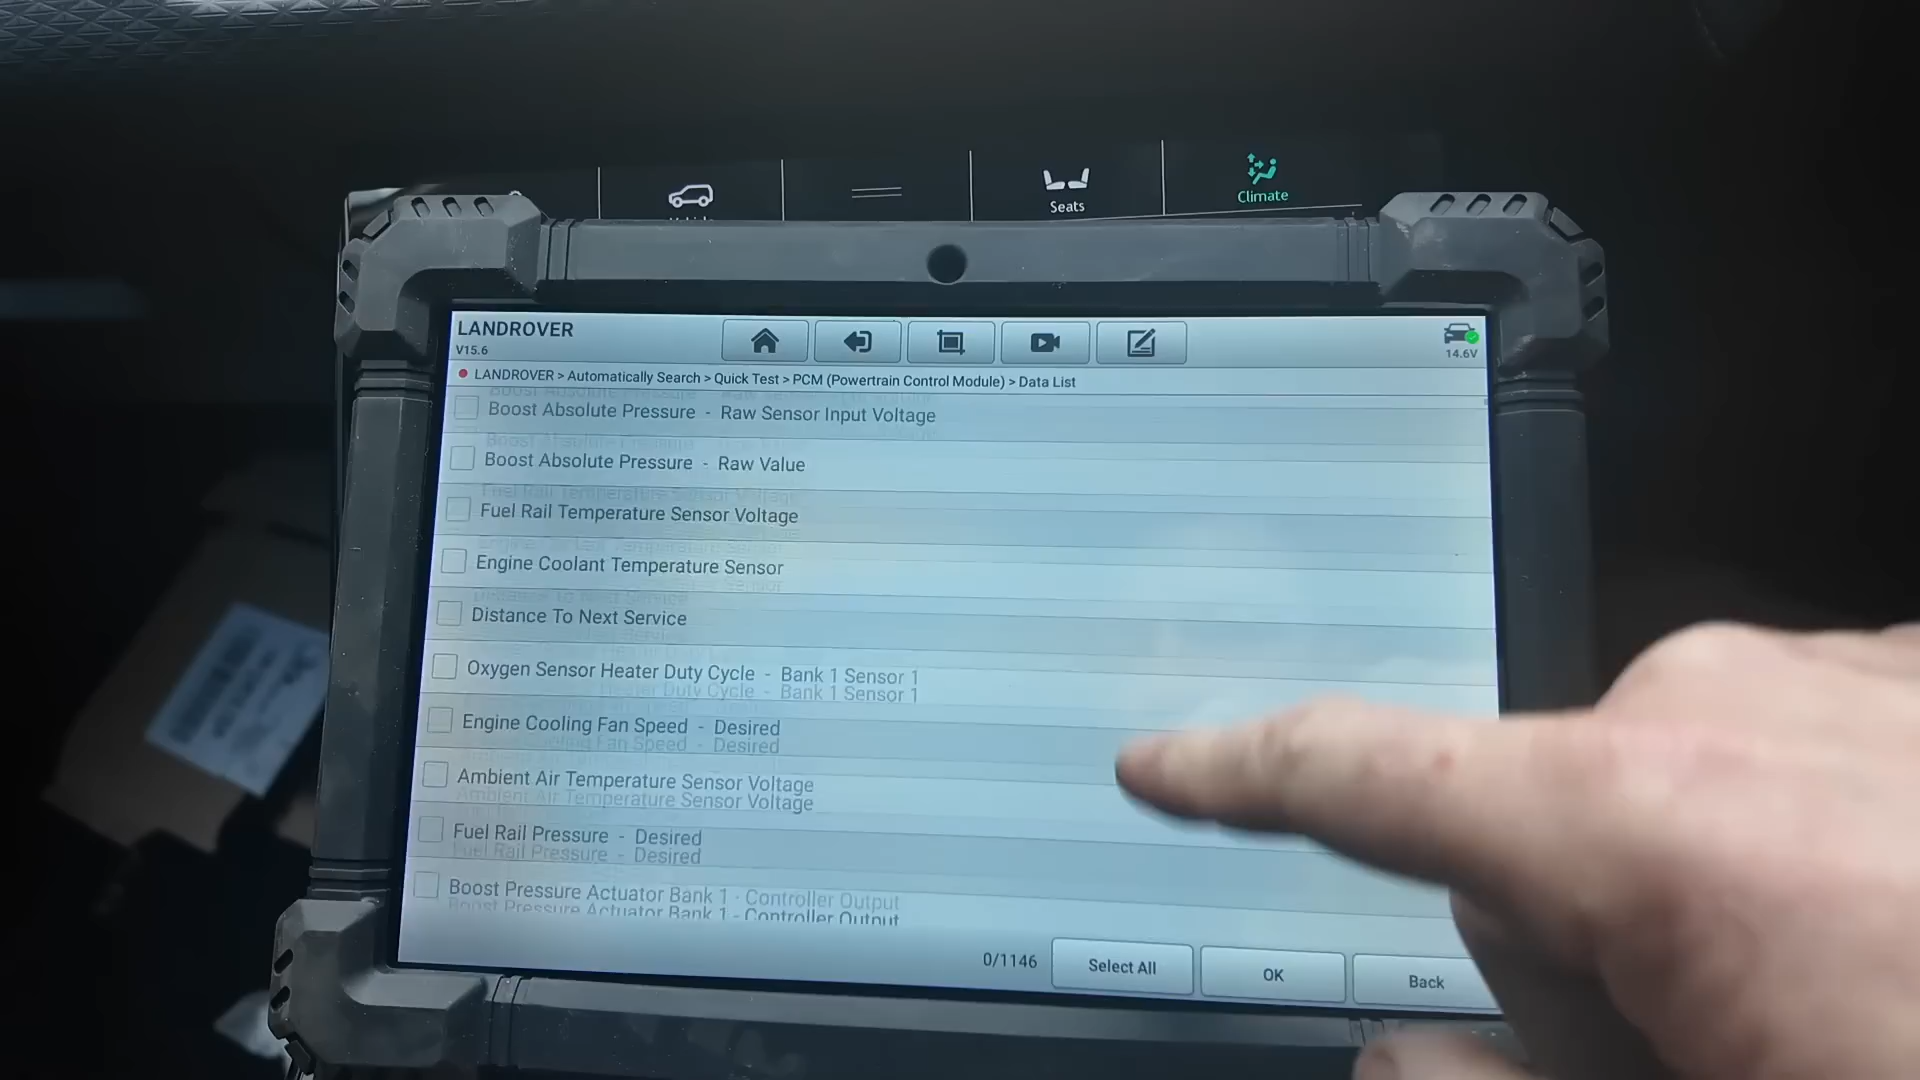 Seats
Climate
LANDROVER
V15.6
14.6V
LANDROVER > Automatically Search > Quick Test > PCM (Powertrain Control Module) > Data List
Boost Absolute Pressure - Raw Sensor Input Voltage
Boost Absolute Pressure - Raw Value
Fuel Rail Temperature Sensor Voltage
Engine Coolant Temperature Sensor
Distance To Next Service
Oxygen Sensor Heater Duty Cycle - Bank 1 Sensor 1
Engine Cooling Fan Speed - Desired
Ambient Air Temperature Sensor Voltage
Fuel Rail Pressure - Desired
Boost Pressure Actuator Bank 1 - Controller Output
0/1146
Select All
OK
Back